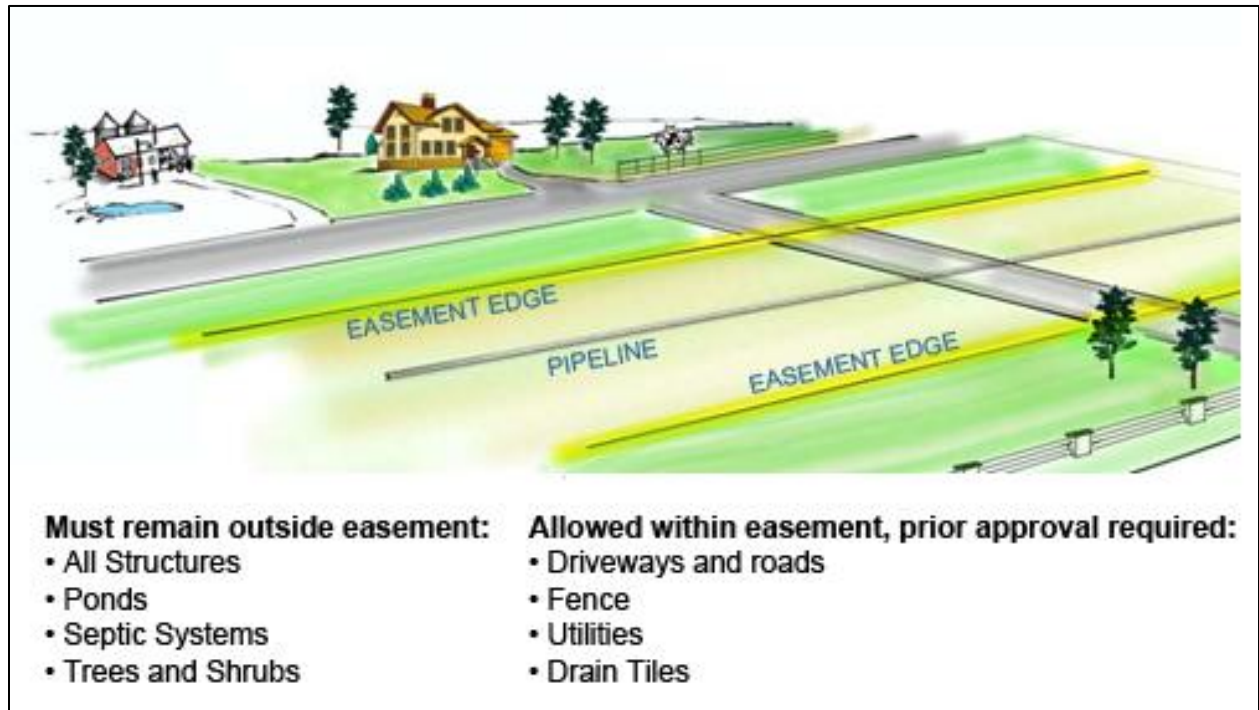 EASEMENT EDGE
PIPELINE
EASEMENT EDGE
Must remain outside easement:
• All Structures
• Ponds
• Septic Systems
• Trees and Shrubs
Allowed within easement, prior approval required:
• Driveways and roads
• Fence
• Utilities
• Drain Tiles